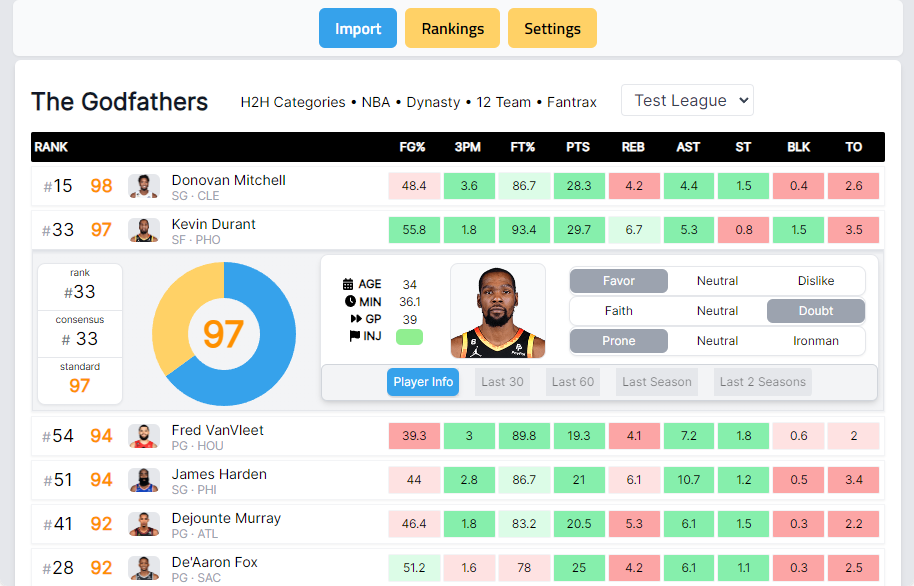 Import Rankings Settings
The Godfathers H2H Categories • NBA • Dynasty • 12 Team • Fantrax Test League
RANK FG% 3PM FT% PTS REB AST ST BLK TO
#15 98 Donovan Mitchell 48.4 3.6 86.7 28.3 4.2 4.4 1.5 0.4 2.6
SG · CLE
#33 97 Kevin Durant 55.8 1.8 93.4 29.7 6.7 5.3 0.8 1.5 3.5
SF · PHO
rank
#33
consensus
# 33
standard
97
97
AGE 34
MIN 36.1
GP 39
INJ
Favor Neutral Dislike
Faith Neutral Doubt
Prone Neutral Ironman
Player Info Last 30 Last 60 Last Season Last 2 Seasons
#54 94 Fred VanVleet 39.3 3 89.8 19.3 4.1 7.2 1.8 0.6 2
PG · HOU
#51 94 James Harden 44 2.8 86.7 21 6.1 10.7 1.2 0.5 3.4
SG · PHI
#41 92 Dejounte Murray 46.4 1.8 83.2 20.5 5.3 6.1 1.5 0.3 2.2
PG · ATL
#28 92 De'Aaron Fox 51.2 1.6 78 25 4.2 6.1 1.1 0.3 2.5
PG · SAC